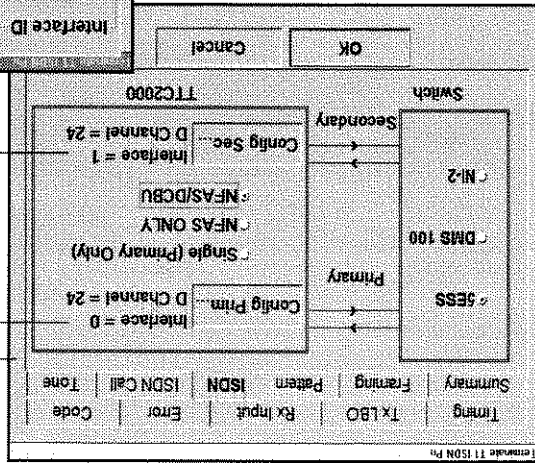 Terminate T1 ISDN Pri
Timing Tx LBO Rx Input Error Code
Summary Framing Pattern ISDN ISDN Call Tone
5ESS
DMS 100
NI-2
Switch
Primary
Secondary
Config Prim...
Interface = 0
D Channel = 24
Single (Primary Only)
NFAS ONLY
NFAS/DCBU
Config Sec...
Interface = 1
D Channel = 24
TTC2000
OK
Cancel
Interface ID